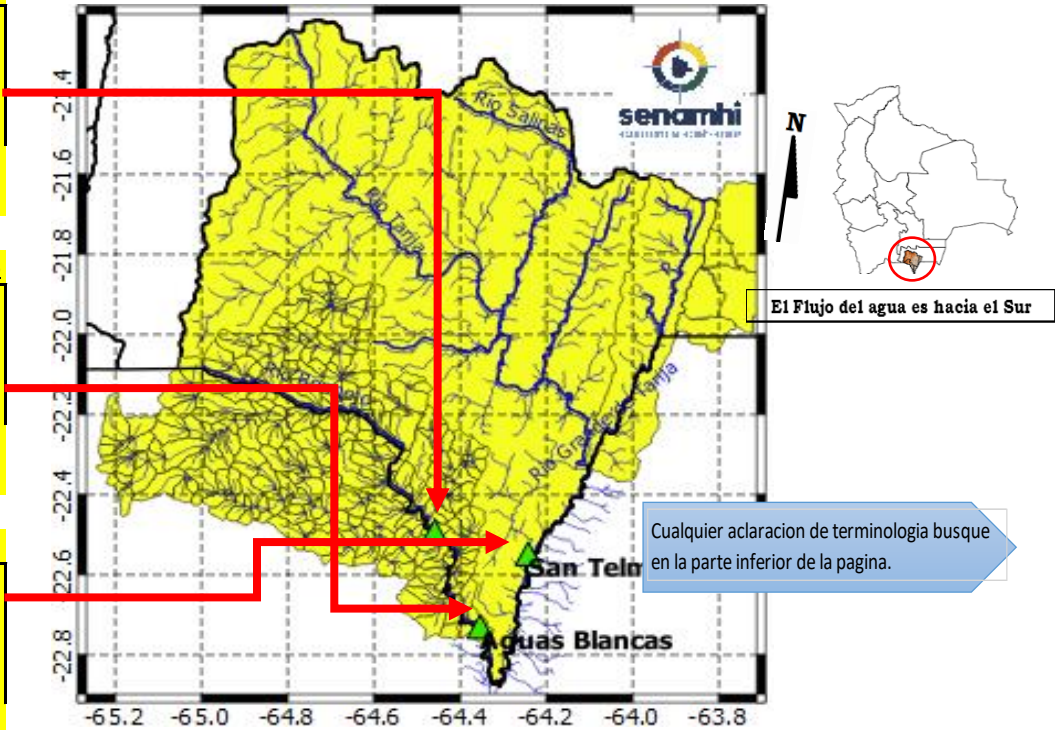 senamhi
Rio Salinas
Rio Tarija
N
El Flujo del agua es hacia el Sur
Rio
Rio Grande de Tarija
Cualquier aclaracion de terminologia busque
en la parte inferior de la pagina.
San Telm
Aguas Blancas
-21.4
-21.6
-21.8
-22.0
-22.2
-22.4
-22.6
-22.8
-65.2 -65.0 -64.8 -64.6 -64.4 -64.2 -64.0 -63.8